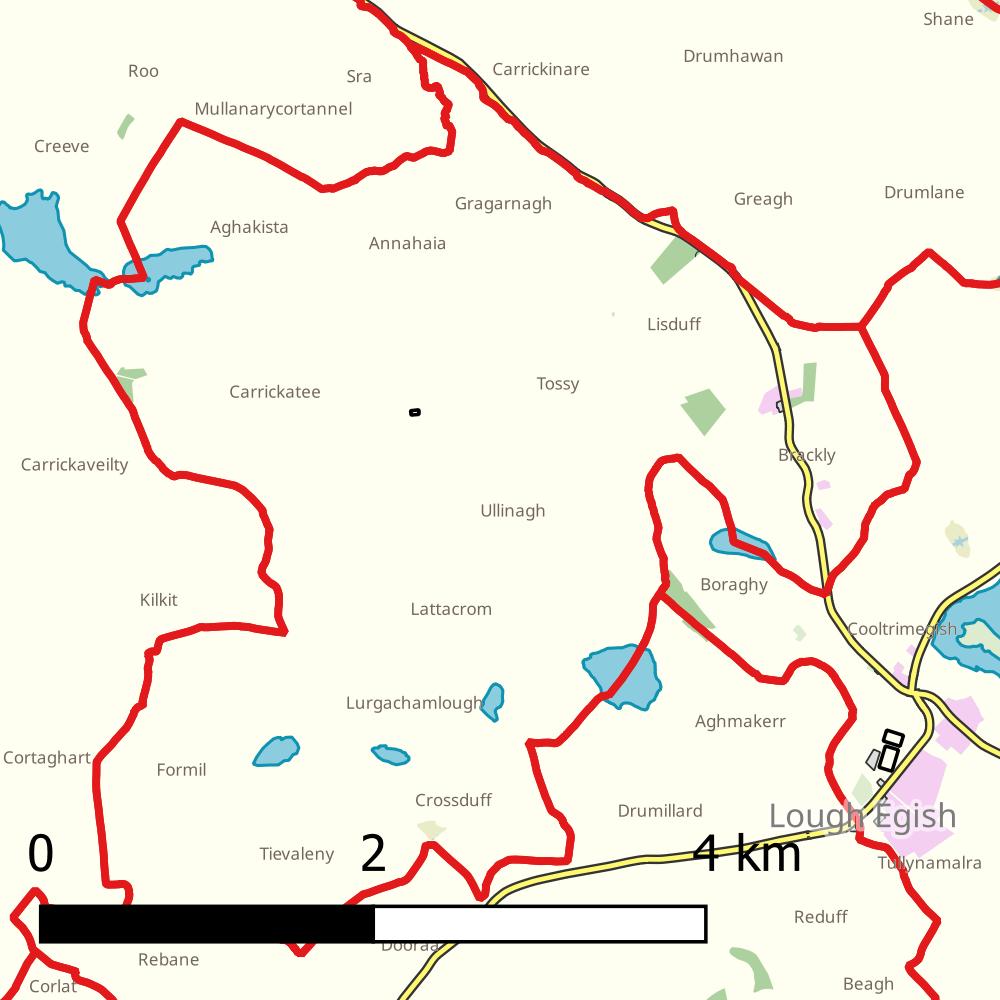 Shane
Drumhawan
Carrickinare
Roo
Sra
Mullanarycortannel
Creeve
Drumlane
Greagh
Gragarnagh
Aghakista
Annahaia
Lisduff
Tossy
Carrickatee
Brackly
Carrickaveilty
Ullinagh
Boraghy
Kilkit
Lattacrom
Cooltrimegish
Lurgachamlough
Aghmakerr
Cortaghart
Formil
Crossduff
Drumillard
Lough Egish
0 2 4 km
Tievaleny
Tullynamalra
Reduff
Dooraa
Rebane
Corlat
Beagh